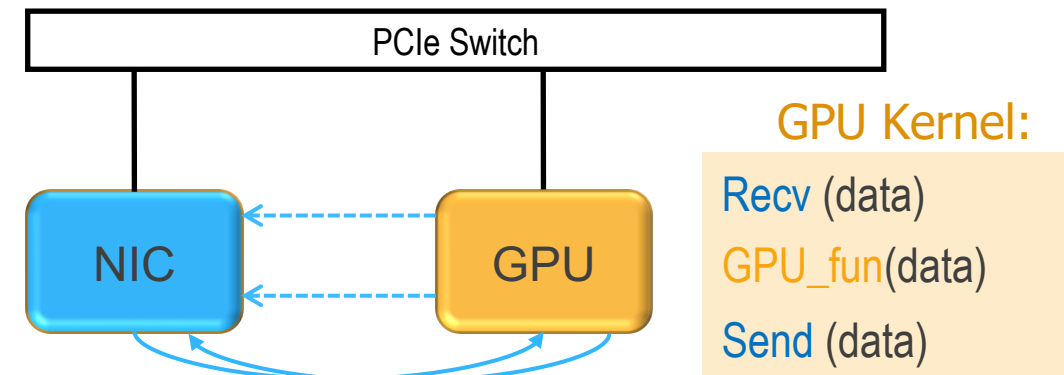 PCIe Switch
GPU Kernel:
NIC
GPU
Recv (data)
GPU_fun(data)
Send (data)